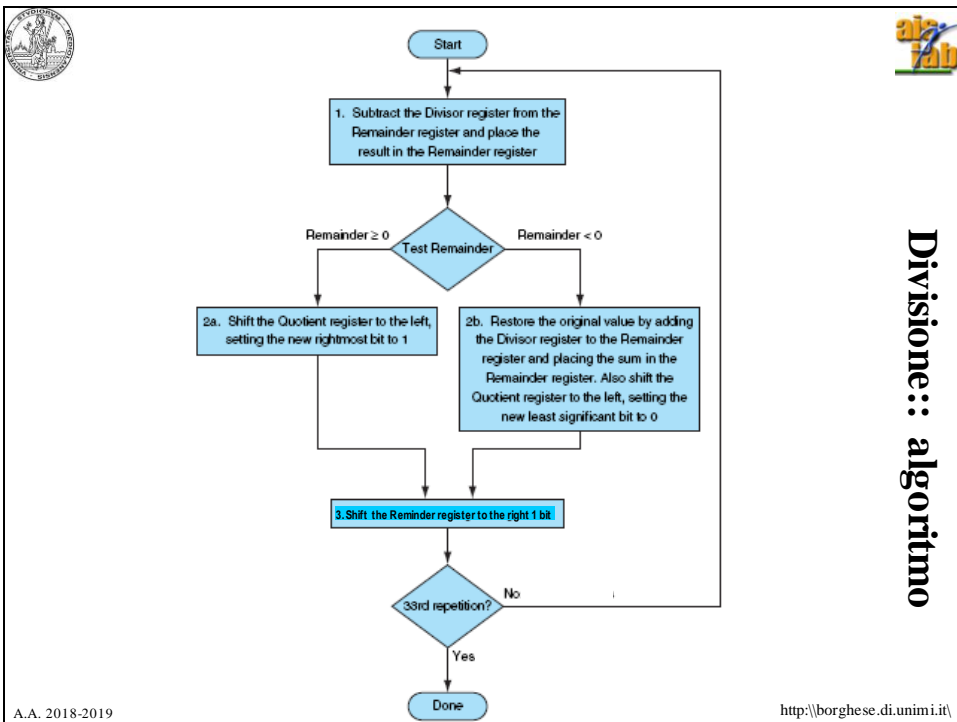 Start
1. Subtract the Divisor register from the
Remainder register and place the
result in the Remainder register
Remainder ≥ 0
Test Remainder
Remainder < 0
2a. Shift the Quotient register to the left,
setting the new rightmost bit to 1
2b. Restore the original value by adding
the Divisor register to the Remainder
register and placing the sum in the
Remainder register. Also shift the
Quotient register to the left, setting the
new least significant bit to 0
3. Shift the Reminder register to the right 1 bit
33rd repetition?
No
Yes
Done
Divisione:: algoritmo
A.A. 2018-2019
http:\\borghese.di.unimi.it\
ais
lab